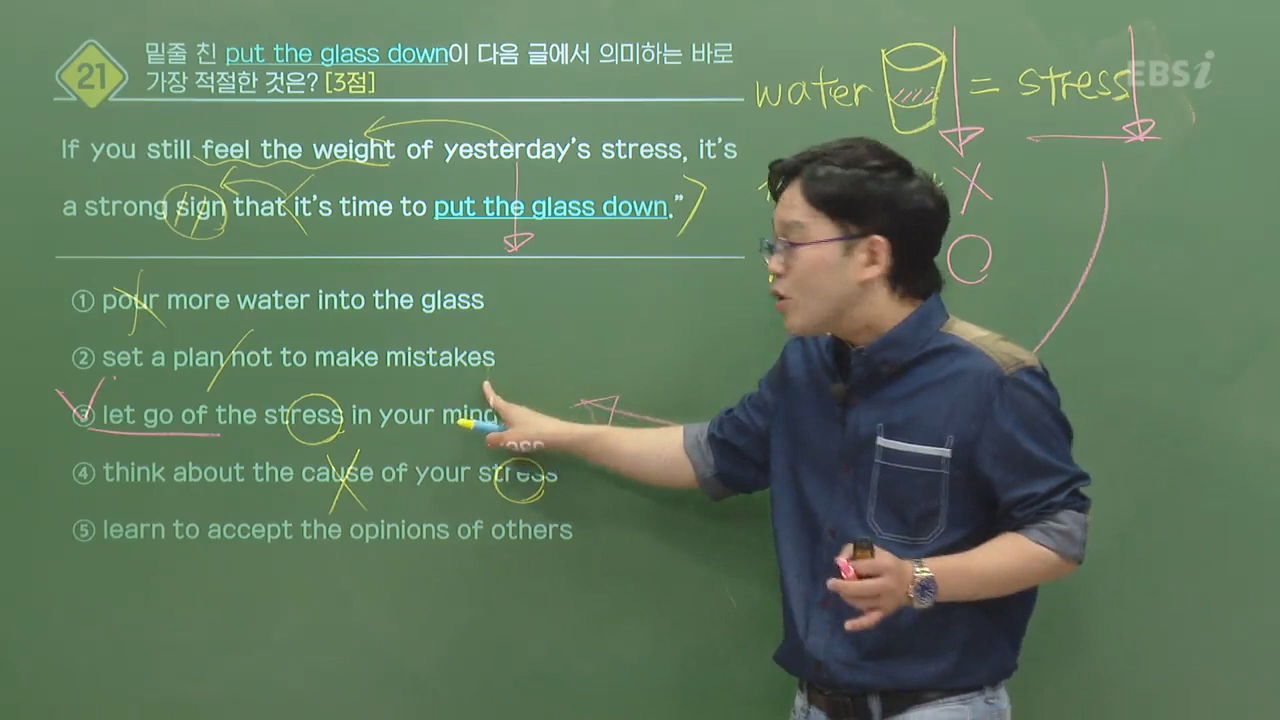 21
밑줄 친 put the glass down이 다음 글에서 의미하는 바로
가장 적절한 것은? [3점]
If you still feel the weight of yesterday's stress, it's
a strong sign that it's time to put the glass down."
① pour more water into the glass
② set a plan not to make mistakes
③ let go of the stress in your mind
④ think about the cause of your stress
⑤ learn to accept the opinions of others
water = stress
EBSi